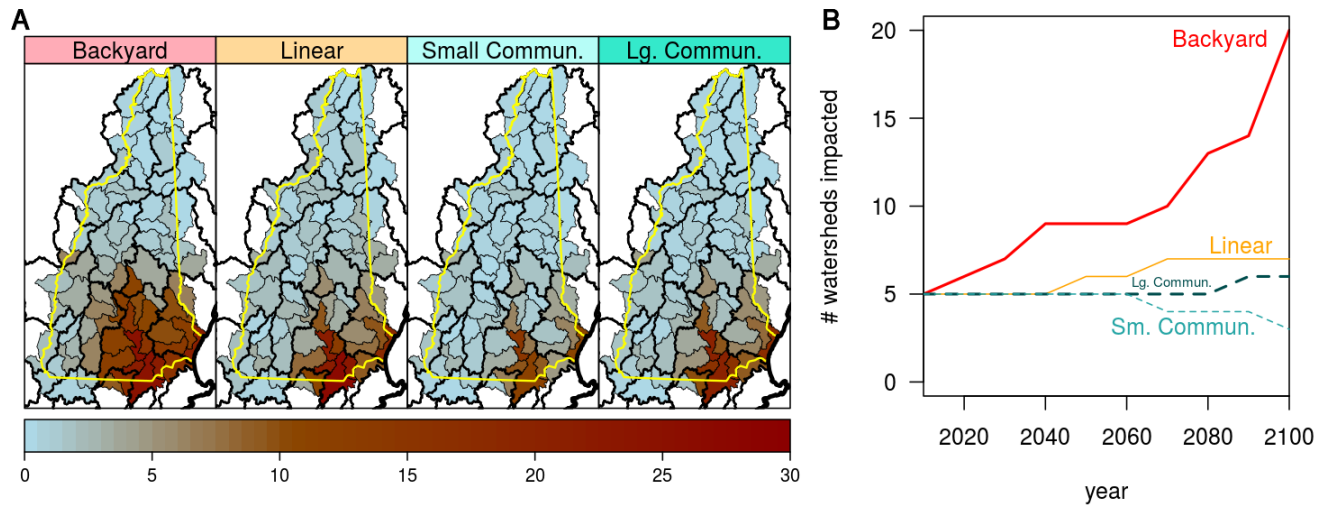 A
Backyard Linear Small Commun. Lg. Commun.
0 5 10 15 20 25 30
B
# watersheds impacted
20
15
10
5
0
Backyard
Linear
Lg. Commun.
Sm. Commun.
2020 2040 2060 2080 2100
year